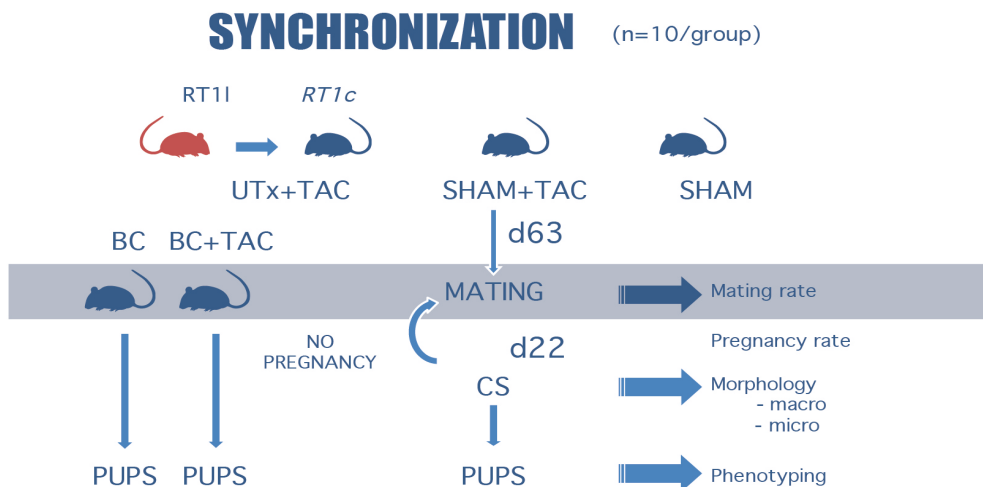 SYNCHRONIZATION (n=10/group)
RT1l RT1c
UTx+TAC SHAM+TAC SHAM
d63
BC BC+TAC
MATING Mating rate
NO
PREGNANCY
d22
Pregnancy rate
CS
Morphology
- macro
- micro
PUPS PUPS PUPS Phenotyping